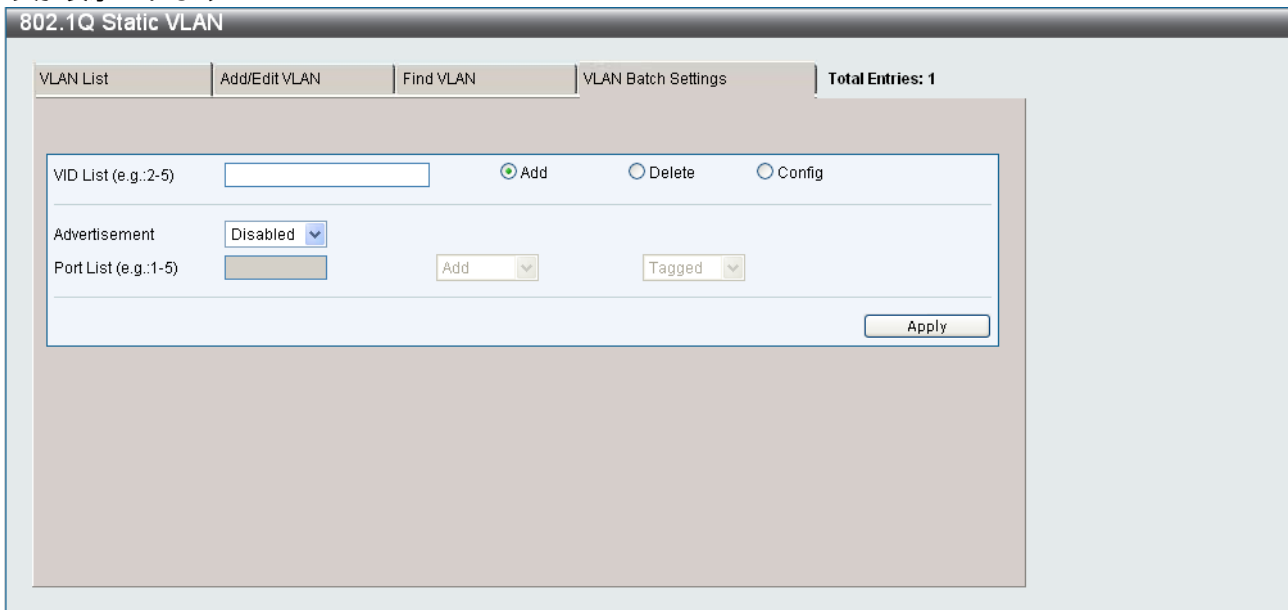 802.1Q Static VLAN
VLAN List Add/Edit VLAN Find VLAN VLAN Batch Settings Total Entries: 1
VID List (e.g.:2-5) Add Delete Config
Advertisement Disabled
Port List (e.g.:1-5) Add Tagged
Apply